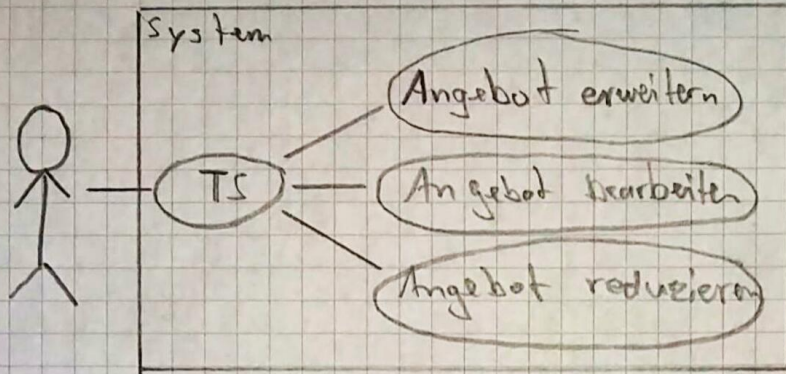 System
Angebot erweitern
TS
Angebot bearbeiten
Angebot reduzieren